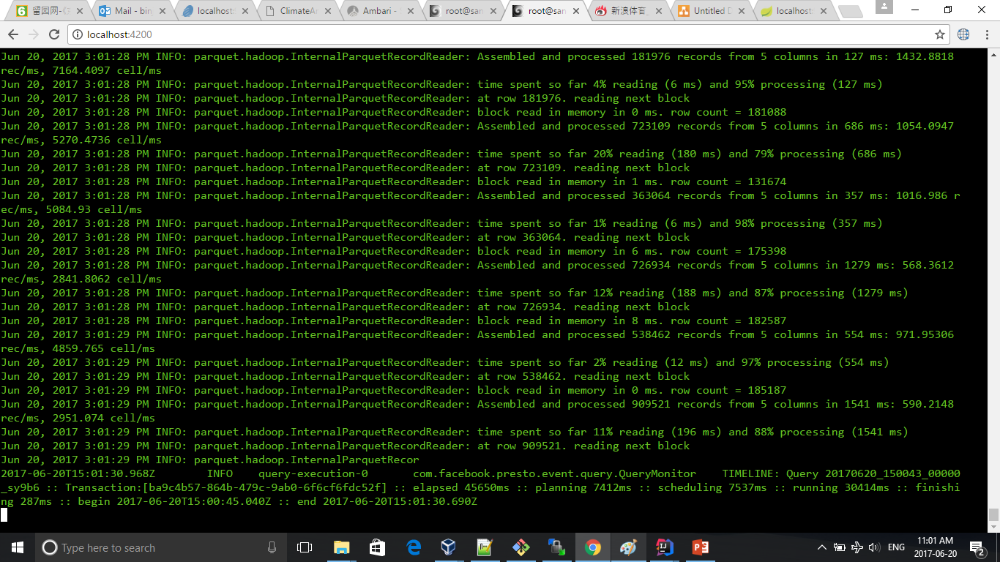 留园网-
Mail - bin
localhost
ClimateAn
Ambari -
root@san
root@san
新浪体育_
Untitled D
localhost
localhost:4200
Jun 20, 2017 3:01:28 PM INFO: parquet.hadoop.InternalParquetRecordReader: Assembled and processed 181976 records from 5 columns in 127 ms: 1432.8818
rec/ms, 7164.4097 cell/ms
Jun 20, 2017 3:01:28 PM INFO: parquet.hadoop.InternalParquetRecordReader: time spent so far 4% reading (6 ms) and 95% processing (127 ms)
Jun 20, 2017 3:01:28 PM INFO: parquet.hadoop.InternalParquetRecordReader: at row 181976. reading next block
Jun 20, 2017 3:01:28 PM INFO: parquet.hadoop.InternalParquetRecordReader: block read in memory in 0 ms. row count = 181088
Jun 20, 2017 3:01:28 PM INFO: parquet.hadoop.InternalParquetRecordReader: Assembled and processed 723109 records from 5 columns in 686 ms: 1054.0947
rec/ms, 5270.4736 cell/ms
Jun 20, 2017 3:01:28 PM INFO: parquet.hadoop.InternalParquetRecordReader: time spent so far 20% reading (180 ms) and 79% processing (686 ms)
Jun 20, 2017 3:01:28 PM INFO: parquet.hadoop.InternalParquetRecordReader: at row 723109. reading next block
Jun 20, 2017 3:01:28 PM INFO: parquet.hadoop.InternalParquetRecordReader: block read in memory in 1 ms. row count = 131674
Jun 20, 2017 3:01:28 PM INFO: parquet.hadoop.InternalParquetRecordReader: Assembled and processed 363064 records from 5 columns in 357 ms: 1016.986 r
ec/ms, 5084.93 cell/ms
Jun 20, 2017 3:01:28 PM INFO: parquet.hadoop.InternalParquetRecordReader: time spent so far 1% reading (6 ms) and 98% processing (357 ms)
Jun 20, 2017 3:01:28 PM INFO: parquet.hadoop.InternalParquetRecordReader: at row 363064. reading next block
Jun 20, 2017 3:01:28 PM INFO: parquet.hadoop.InternalParquetRecordReader: block read in memory in 6 ms. row count = 175398
Jun 20, 2017 3:01:28 PM INFO: parquet.hadoop.InternalParquetRecordReader: Assembled and processed 726934 records from 5 columns in 1279 ms: 568.3612
rec/ms, 2841.8062 cell/ms
Jun 20, 2017 3:01:28 PM INFO: parquet.hadoop.InternalParquetRecordReader: time spent so far 12% reading (188 ms) and 87% processing (1279 ms)
Jun 20, 2017 3:01:28 PM INFO: parquet.hadoop.InternalParquetRecordReader: at row 726934. reading next block
Jun 20, 2017 3:01:28 PM INFO: parquet.hadoop.InternalParquetRecordReader: block read in memory in 8 ms. row count = 182587
Jun 20, 2017 3:01:29 PM INFO: parquet.hadoop.InternalParquetRecordReader: Assembled and processed 538462 records from 5 columns in 554 ms: 971.95306
rec/ms, 4859.765 cell/ms
Jun 20, 2017 3:01:29 PM INFO: parquet.hadoop.InternalParquetRecordReader: time spent so far 2% reading (12 ms) and 97% processing (554 ms)
Jun 20, 2017 3:01:29 PM INFO: parquet.hadoop.InternalParquetRecordReader: at row 538462. reading next block
Jun 20, 2017 3:01:29 PM INFO: parquet.hadoop.InternalParquetRecordReader: block read in memory in 0 ms. row count = 185187
Jun 20, 2017 3:01:29 PM INFO: parquet.hadoop.InternalParquetRecordReader: Assembled and processed 909521 records from 5 columns in 1541 ms: 590.2148
rec/ms, 2951.074 cell/ms
Jun 20, 2017 3:01:29 PM INFO: parquet.hadoop.InternalParquetRecordReader: time spent so far 11% reading (196 ms) and 88% processing (1541 ms)
Jun 20, 2017 3:01:29 PM INFO: parquet.hadoop.InternalParquetRecordReader: at row 909521. reading next block
Jun 20, 2017 3:01:29 PM INFO: parquet.hadoop.InternalParquetRecor
2017-06-20T15:01:30.968Z INFO query-execution-0 com.facebook.presto.event.query.QueryMonitor TIMELINE: Query 20170620_150043_00000
_sy9b6 :: Transaction:[ba9c4b57-864b-479c-9ab0-6f6cf6fdc52f] :: elapsed 45650ms :: planning 7412ms :: scheduling 7537ms :: running 30414ms :: finishi
ng 287ms :: begin 2017-06-20T15:00:45.040Z :: end 2017-06-20T15:01:30.690Z
Type here to search
ENG
11:01 AM
2017-06-20
2